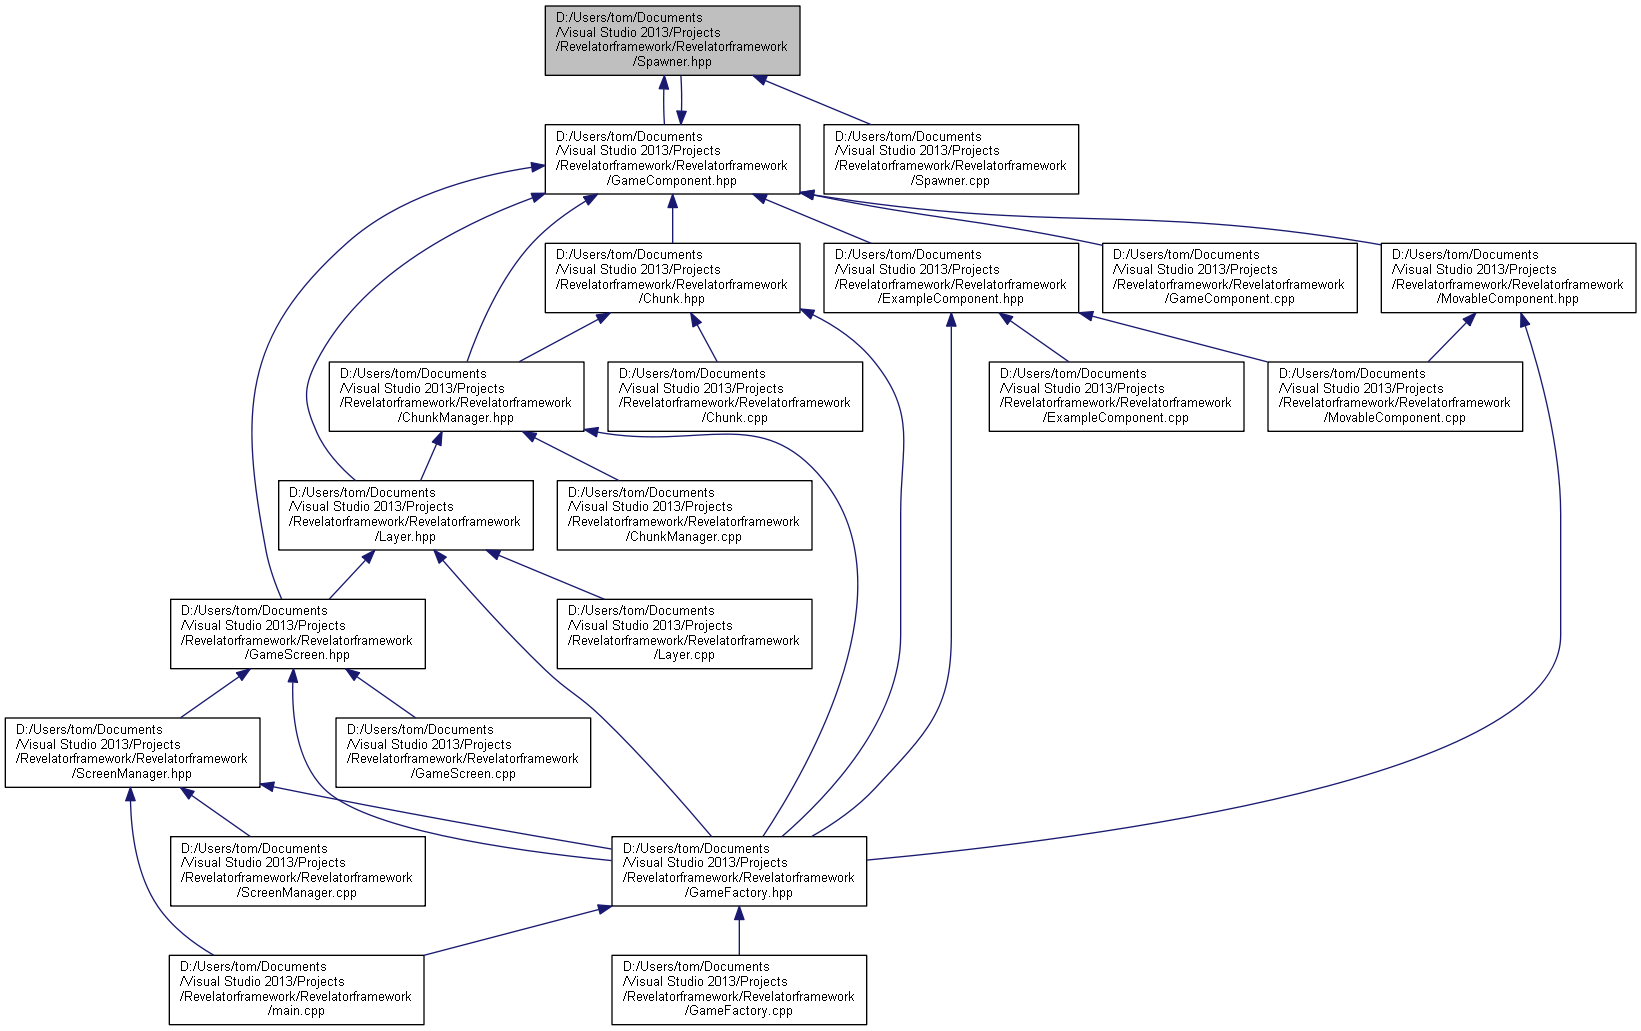 D:/Users/tom/Documents
/Visual Studio 2013/Projects
/Revelatorframework/Revelatorframework
/Spawner.hpp
D:/Users/tom/Documents
/Visual Studio 2013/Projects
/Revelatorframework/Revelatorframework
/GameComponent.hpp
D:/Users/tom/Documents
/Visual Studio 2013/Projects
/Revelatorframework/Revelatorframework
/Spawner.cpp
D:/Users/tom/Documents
/Visual Studio 2013/Projects
/Revelatorframework/Revelatorframework
/Chunk.hpp
D:/Users/tom/Documents
/Visual Studio 2013/Projects
/Revelatorframework/Revelatorframework
/ExampleComponent.hpp
D:/Users/tom/Documents
/Visual Studio 2013/Projects
/Revelatorframework/Revelatorframework
/GameComponent.cpp
D:/Users/tom/Documents
/Visual Studio 2013/Projects
/Revelatorframework/Revelatorframework
/MovableComponent.hpp
D:/Users/tom/Documents
/Visual Studio 2013/Projects
/Revelatorframework/Revelatorframework
/ChunkManager.hpp
D:/Users/tom/Documents
/Visual Studio 2013/Projects
/Revelatorframework/Revelatorframework
/Chunk.cpp
D:/Users/tom/Documents
/Visual Studio 2013/Projects
/Revelatorframework/Revelatorframework
/ExampleComponent.cpp
D:/Users/tom/Documents
/Visual Studio 2013/Projects
/Revelatorframework/Revelatorframework
/MovableComponent.cpp
D:/Users/tom/Documents
/Visual Studio 2013/Projects
/Revelatorframework/Revelatorframework
/Layer.hpp
D:/Users/tom/Documents
/Visual Studio 2013/Projects
/Revelatorframework/Revelatorframework
/ChunkManager.cpp
D:/Users/tom/Documents
/Visual Studio 2013/Projects
/Revelatorframework/Revelatorframework
/GameScreen.hpp
D:/Users/tom/Documents
/Visual Studio 2013/Projects
/Revelatorframework/Revelatorframework
/Layer.cpp
D:/Users/tom/Documents
/Visual Studio 2013/Projects
/Revelatorframework/Revelatorframework
/ScreenManager.hpp
D:/Users/tom/Documents
/Visual Studio 2013/Projects
/Revelatorframework/Revelatorframework
/GameScreen.cpp
D:/Users/tom/Documents
/Visual Studio 2013/Projects
/Revelatorframework/Revelatorframework
/ScreenManager.cpp
D:/Users/tom/Documents
/Visual Studio 2013/Projects
/Revelatorframework/Revelatorframework
/GameFactory.hpp
D:/Users/tom/Documents
/Visual Studio 2013/Projects
/Revelatorframework/Revelatorframework
/main.cpp
D:/Users/tom/Documents
/Visual Studio 2013/Projects
/Revelatorframework/Revelatorframework
/GameFactory.cpp